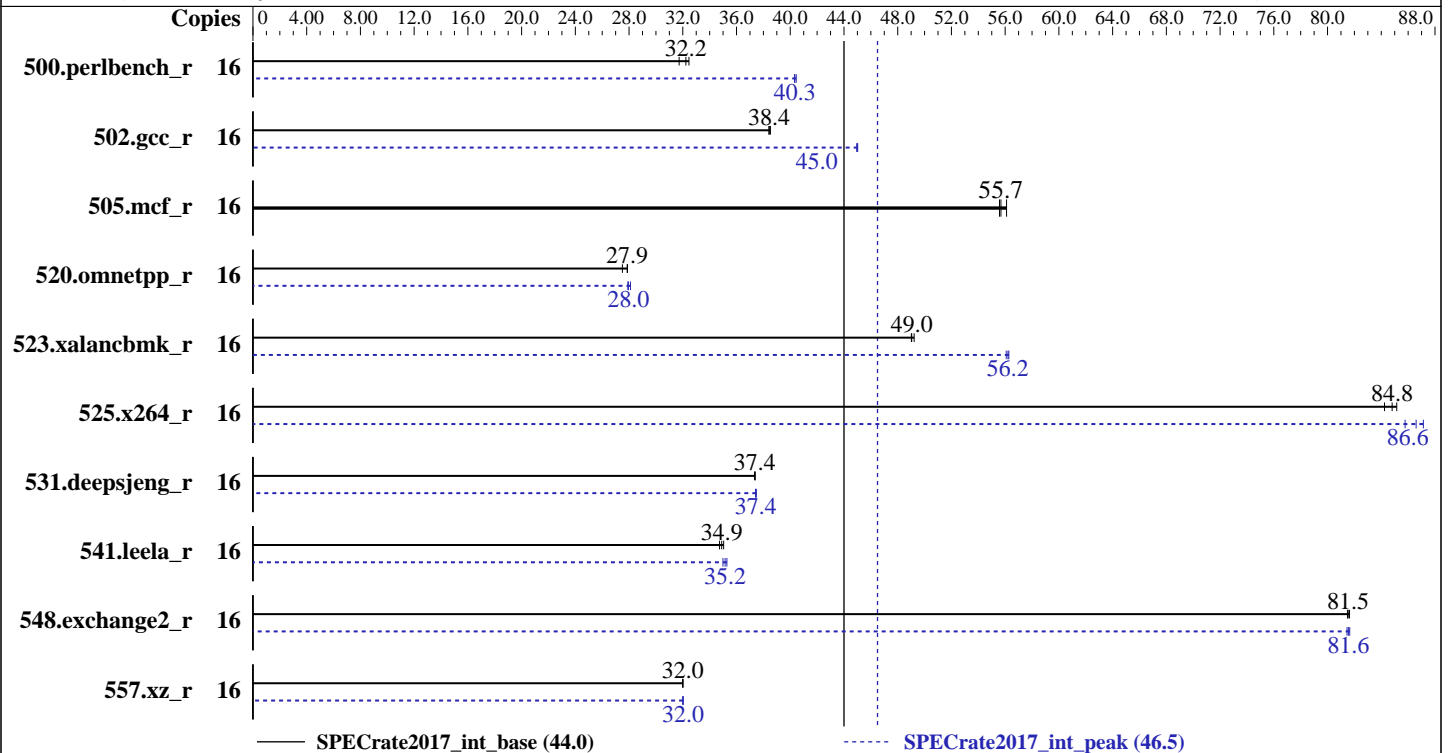 Copies 0 4.00 8.00 12.0 16.0 20.0 24.0 28.0 32.0 36.0 40.0 44.0 48.0 52.0 56.0 60.0 64.0 68.0 72.0 76.0 80.0 88.0
32.2
500.perlbench_r 16
40.3
38.4
502.gcc_r 16
45.0
55.7
505.mcf_r 16
27.9
520.omnetpp_r 16
28.0
49.0
523.xalancbmk_r 16
56.2
84.8
525.x264_r 16
86.6
37.4
531.deepsjeng_r 16
37.4
34.9
541.leela_r 16
35.2
81.5
548.exchange2_r 16
81.6
32.0
557.xz_r 16
32.0
SPECrate2017_int_base (44.0) SPECrate2017_int_peak (46.5)